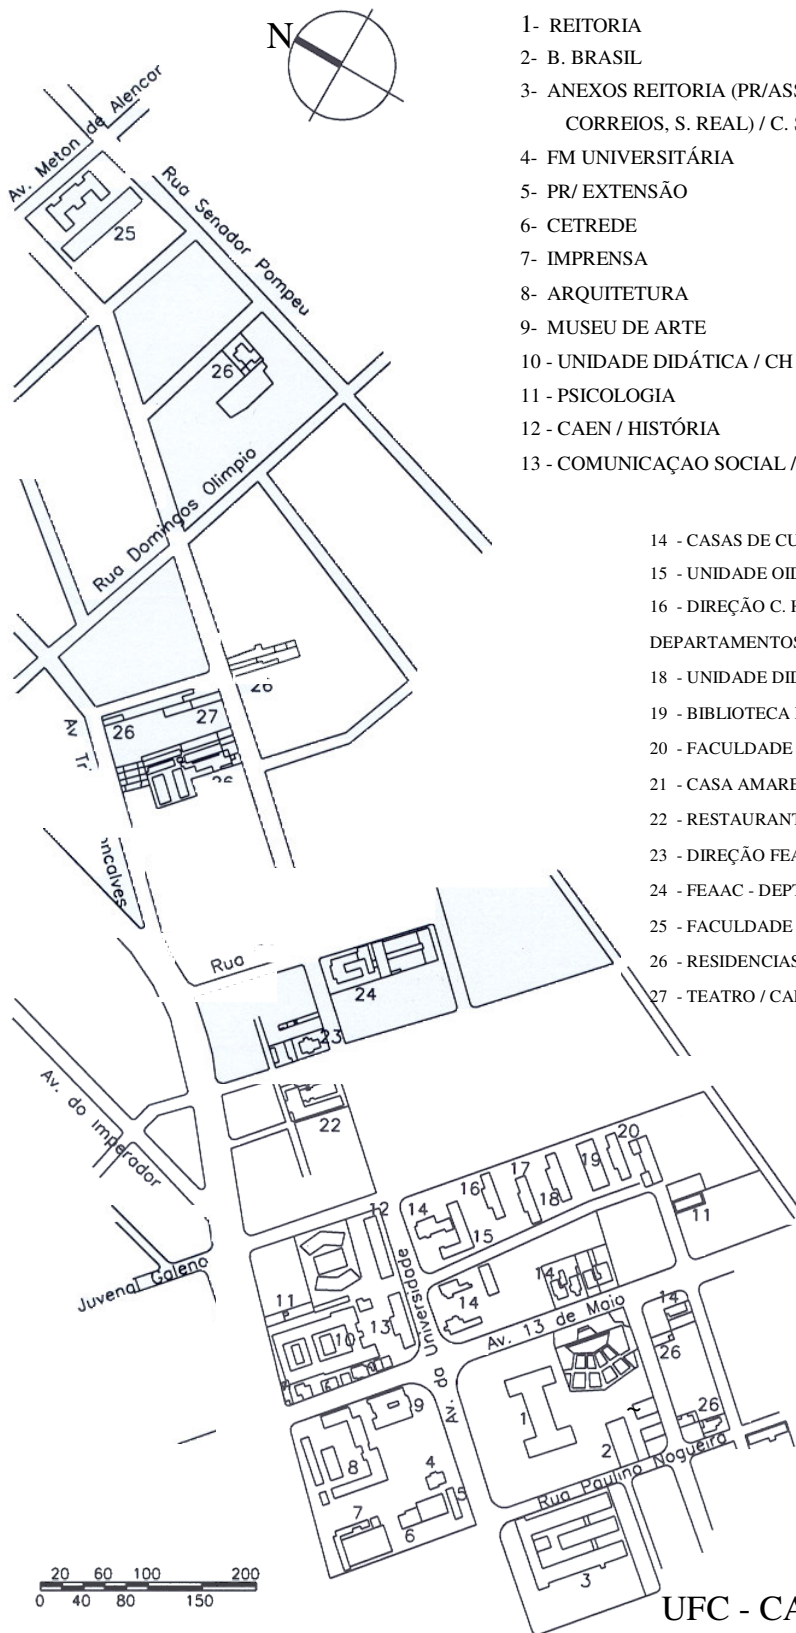 N
1- REITORIA
2- B. BRASIL
3- ANEXOS REITORIA (PR/AS
CORREIOS, S. REAL) / C.
4- FM UNIVERSITÁRIA
5- PR/ EXTENSÃO
6- CETREDE
7- IMPRENSA
8- ARQUITETURA
9- MUSEU DE ARTE
10 - UNIDADE DIDÁTICA / CH
11 - PSICOLOGIA
12 - CAEN / HISTÓRIA
13 - COMUNICAÇAO SOCIAL /
14 - CASAS DE CU
15 - UNIDADE
16 - DIREÇÃO C.
DEPARTAMENTOS
18 - UNIDADE DI
19 - BIBLIOTECA
20 - FACULDADE
21 - CASA AMARE
22 - RESTAURANT
23 - DIREÇÃO FEA
24 - FEAAC - DEPT
25 - FACULDADE
26 - RESIDENCIAS
27 - TEATRO / CA
Av. Meton de Alencar
Rua Senador Pompeu
25
26
Rua Domingos Olimpio
26
27
26
Av Tr
26
oncalves
Rua
24
23
Av. do imperador
22
20
19
17
16
18
14
12
15
11
Juvenal Galeno
Av. da Universidade
14
14
11
13
10
Av. 13 de Maio
14
26
9
1
26
8
4
2
5
Rua Paulino Nogueira
7
6
3
20 60 100 200
0 40 80 150
UFC - CA